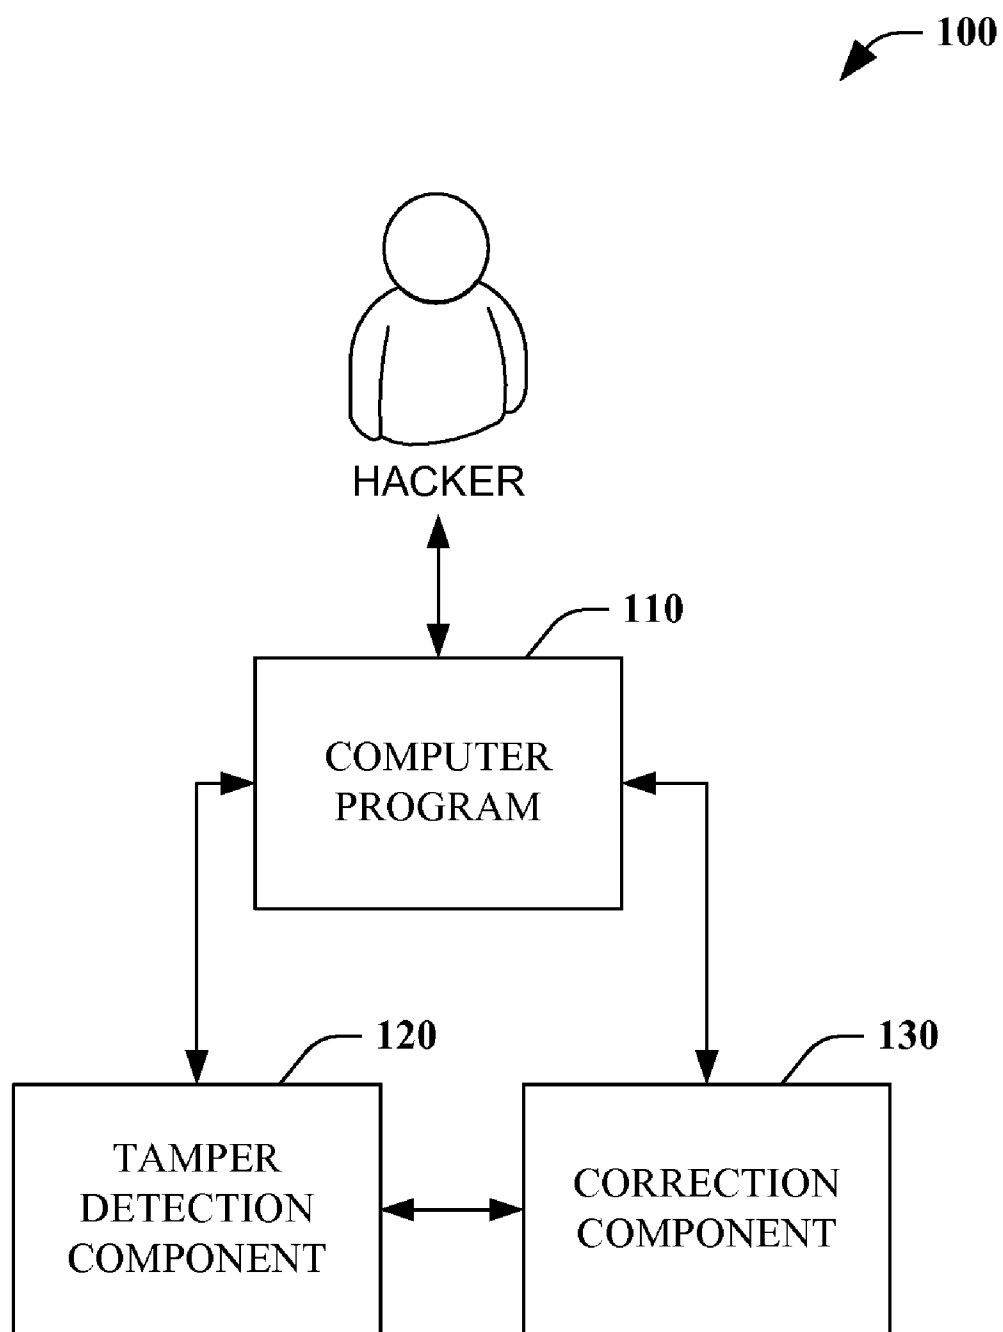 100
HACKER
110
COMPUTER
PROGRAM
120
130
TAMPER
DETECTION
COMPONENT
CORRECTION
COMPONENT